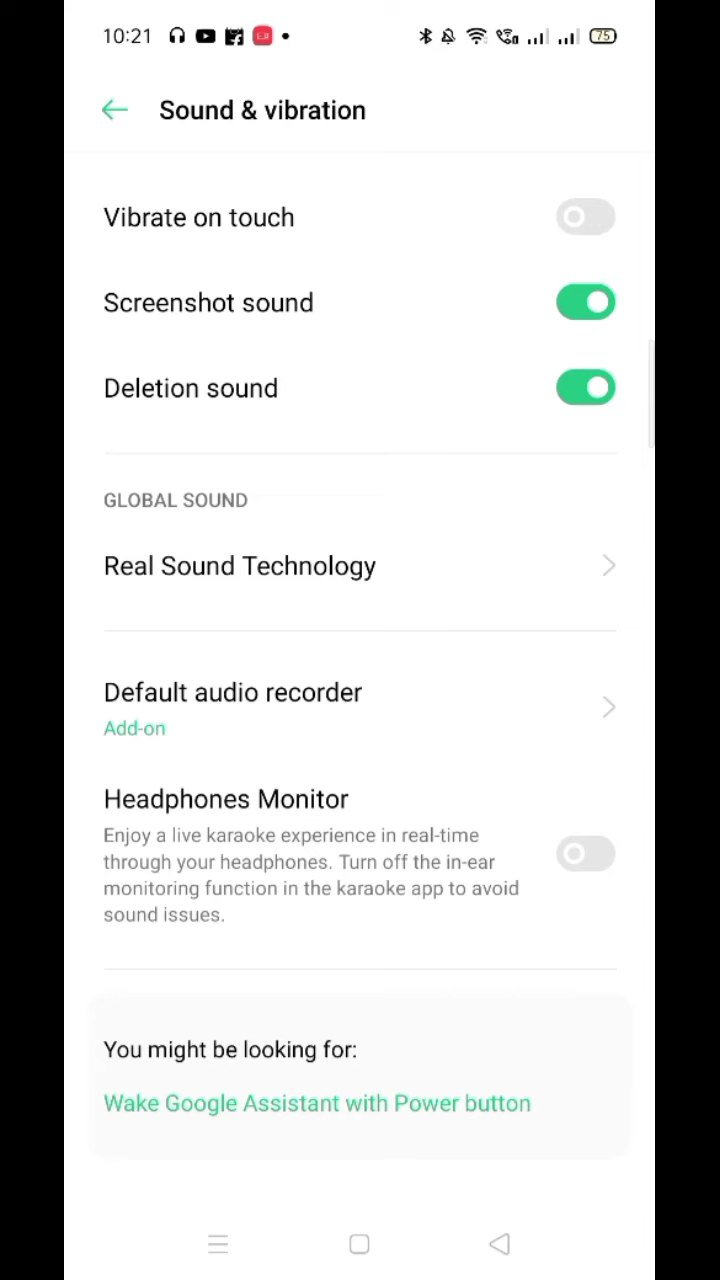 10:21
75
Sound & vibration
Vibrate on touch
Screenshot sound
Deletion sound
GLOBAL SOUND
Real Sound Technology
Default audio recorder
Add-on
Headphones Monitor
Enjoy a live karaoke experience in real-time
through your headphones. Turn off the in-ear
monitoring function in the karaoke app to avoid
sound issues.
You might be looking for:
Wake Google Assistant with Power button